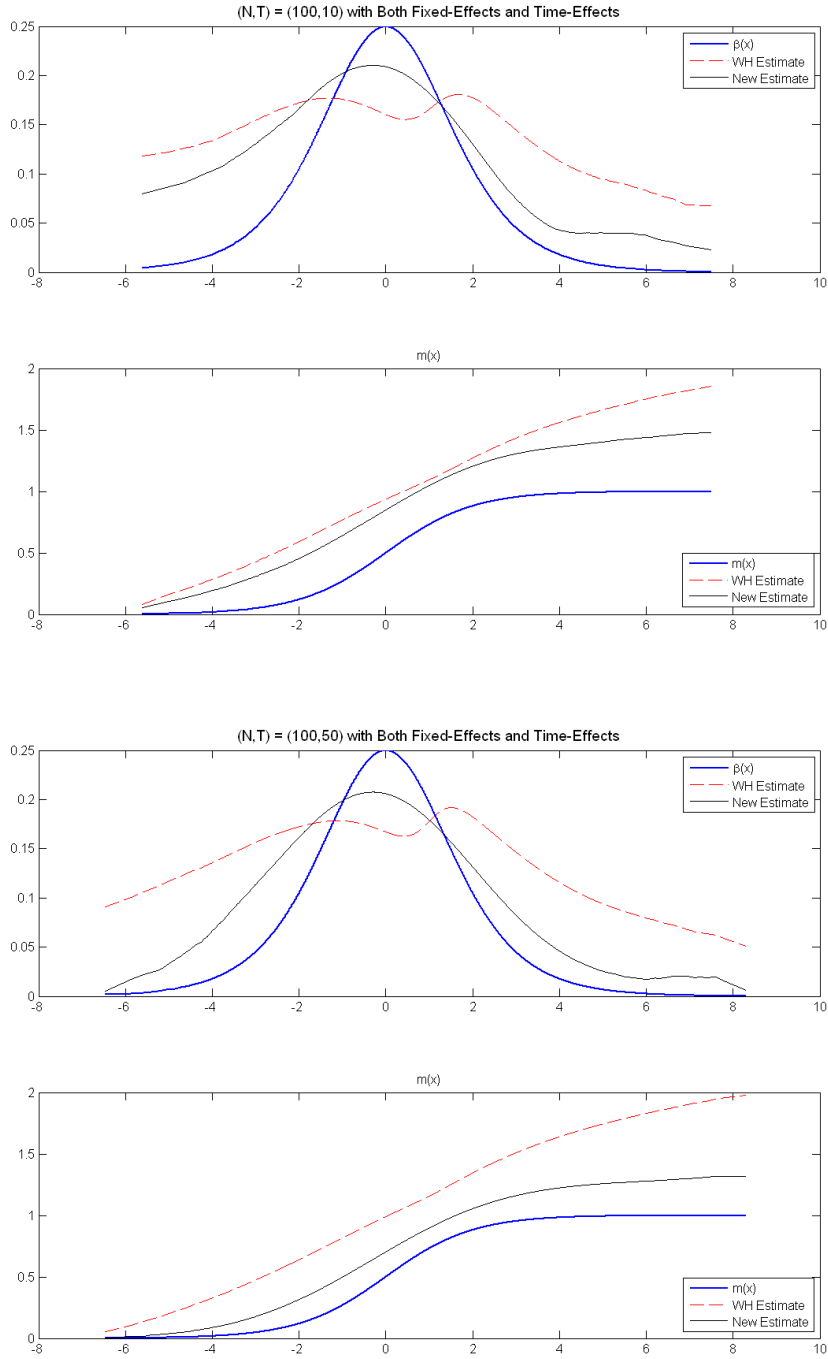 (N,T) = (100,10) with Both Fixed-Effects and Time-Effects
0.25
0.2
0.15
0.1
0.05
0
β(x)
WH Estimate
New Estimate
-8 -6 -4 -2 0 2 4 6 8 10
m(x)
2
1.5
1
0.5
0
m(x)
WH Estimate
New Estimate
-8 -6 -4 -2 0 2 4 6 8 10
(N,T) = (100,50) with Both Fixed-Effects and Time-Effects
0.25
0.2
0.15
0.1
0.05
0
β(x)
WH Estimate
New Estimate
-8 -6 -4 -2 0 2 4 6 8 10
m(x)
2
1.5
1
0.5
0
m(x)
WH Estimate
New Estimate
-8 -6 -4 -2 0 2 4 6 8 10